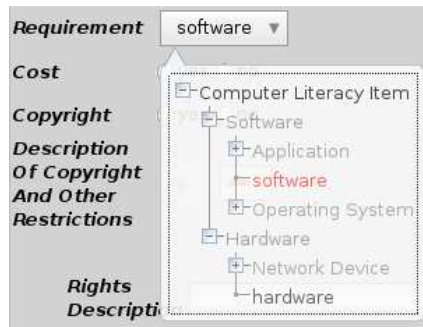 Requirement software
Cost
Computer Literacy Item
Copyright
Software
Description
Application
Of Copyright
software
And Other
Operating System
Restrictions
Hardware
Network Device
Rights
hardware
Description